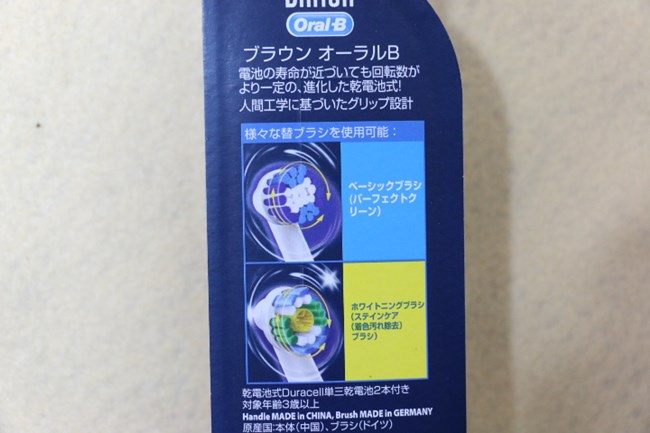 BRAUN
Oral-B
ブラウン オーラルB
電池の寿命が近づいても回転数が
より一定の、進化した乾電池式!
人間工学に基づいたグリップ設計
様々な替ブラシを使用可能：
ベーシックブラシ
(パーフェクトク
リーン)
ホワイトニングブラシ
(ステインケア
(着色汚れ除去)
ブラシ)
乾電池式Duracell単三乾電池2本付き
対象年齢3歳以上
Handle MADE in CHINA, Brush MADE in GERMANY
原産国:本体(中国)、ブラシ(ドイツ)